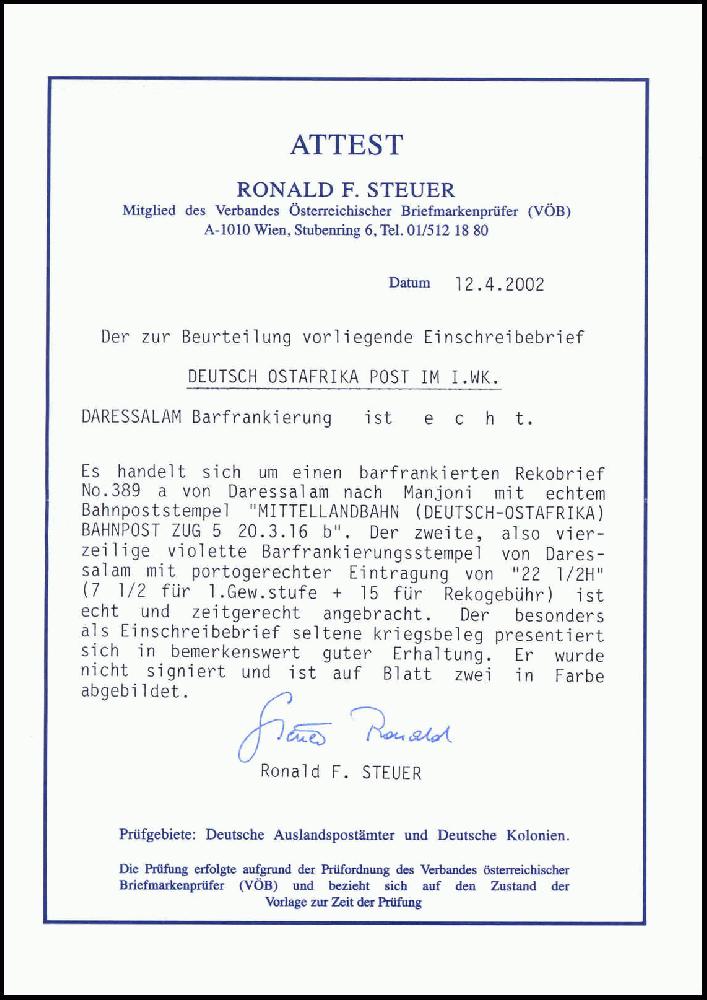 ATTEST
RONALD F. STEUER
Mitglied des Verbandes Österreichischer Briefmarkenprüfer (VÖB)
A-1010 Wien, Stubenring 6, Tel. 01/512 18 80
Datum 12.4.2002
Der zur Beurteilung vorliegende Einschreibebrief
DEUTSCH OSTAFRIKA POST IM I.WK.
DARESSALAM Barfrankierung ist e c h t.
Es handelt sich um einen barfrankierten Rekobrief
No.389 a von Daressalam nach Manjoni mit echtem
Bahnpoststempel "MITTELLANDBAHN (DEUTSCH-OSTAFRIKA)
BAHNPOST ZUG 5 20.3.16 b". Der zweite, also vier-
zeilige violette Barfrankierungsstempel von Dares-
salam mit portogerechter Eintragung von "22 1/2H"
(7 1/2 für 1.Gew.stufe + 15 für Rekogebühr) ist
echt und zeitgerecht angebracht. Der besonders
als Einschreibebrief seltene kriegsbeleg presentiert
sich in bemerkenswert guter Erhaltung. Er wurde
nicht signiert und ist auf Blatt zwei in Farbe
abgebildet.
Steuer Ronald
Ronald F. STEUER
Prüfgebiete: Deutsche Auslandspostämter und Deutsche Kolonien.
Die Prüfung erfolgte aufgrund der Prüfordnung des Verbandes österreichischer
Briefmarkenprüfer (VÖB) und bezieht sich auf den Zustand der
Vorlage zur Zeit der Prüfung